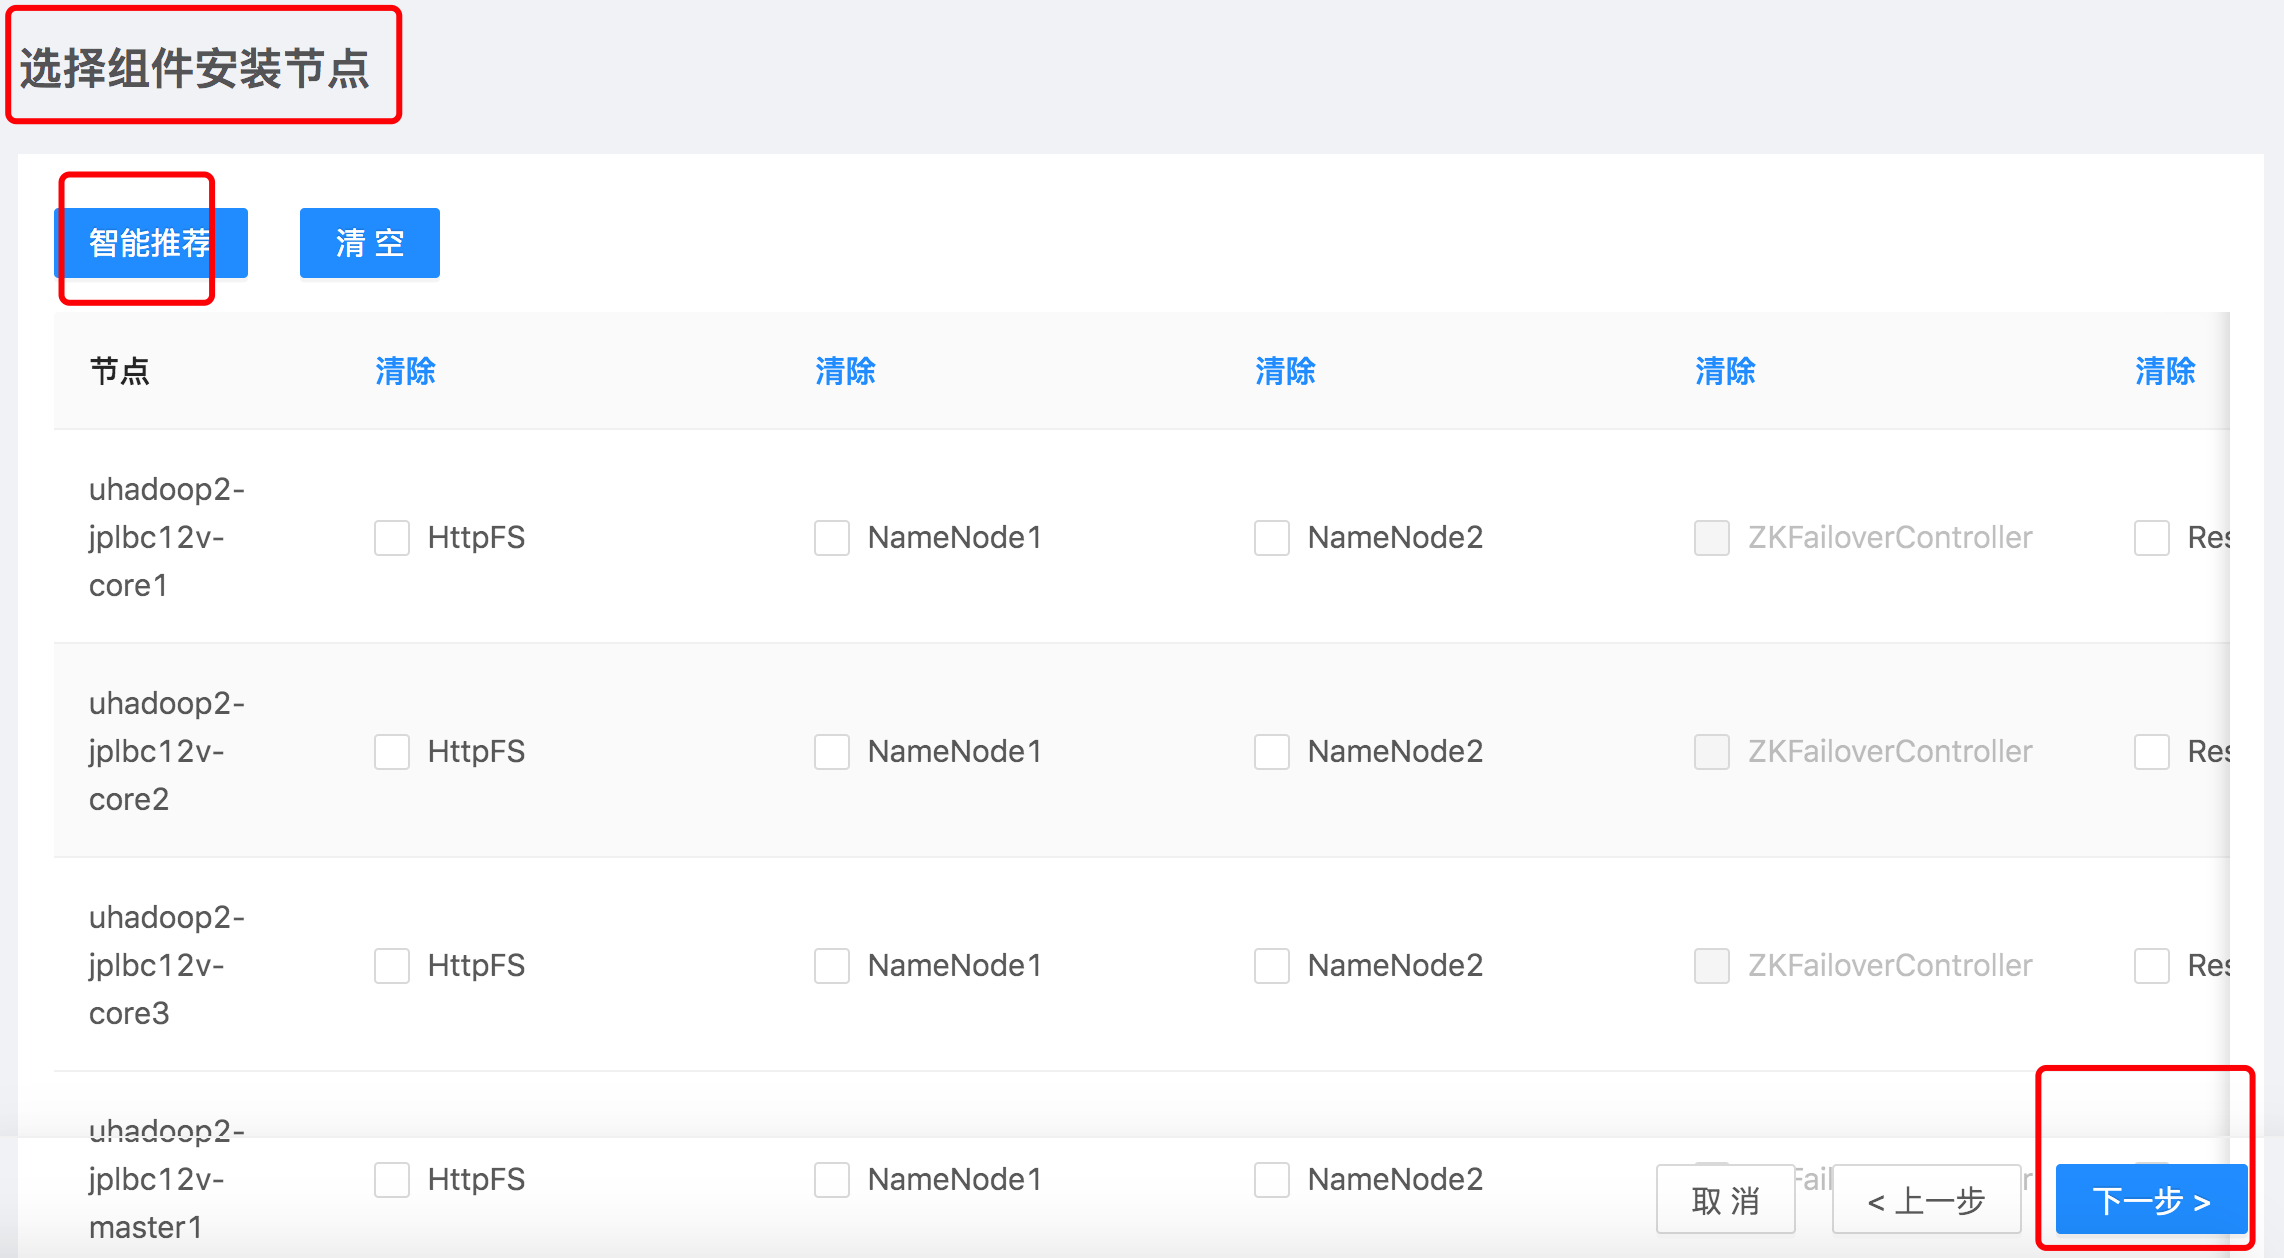 选择组件安装节点
智能推荐 清 空
节点 清除 清除 清除 清除 清除
uhadoop2-
jplbc12v-
core1
HttpFS NameNode1 NameNode2 ZKFailoverController Res
uhadoop2-
jplbc12v-
core2
HttpFS NameNode1 NameNode2 ZKFailoverController Res
uhadoop2-
jplbc12v-
core3
HttpFS NameNode1 NameNode2 ZKFailoverController Res
uhadoop2-
jplbc12v-
master1
HttpFS NameNode1 NameNode2
取 消 < 上一步 下一步 >